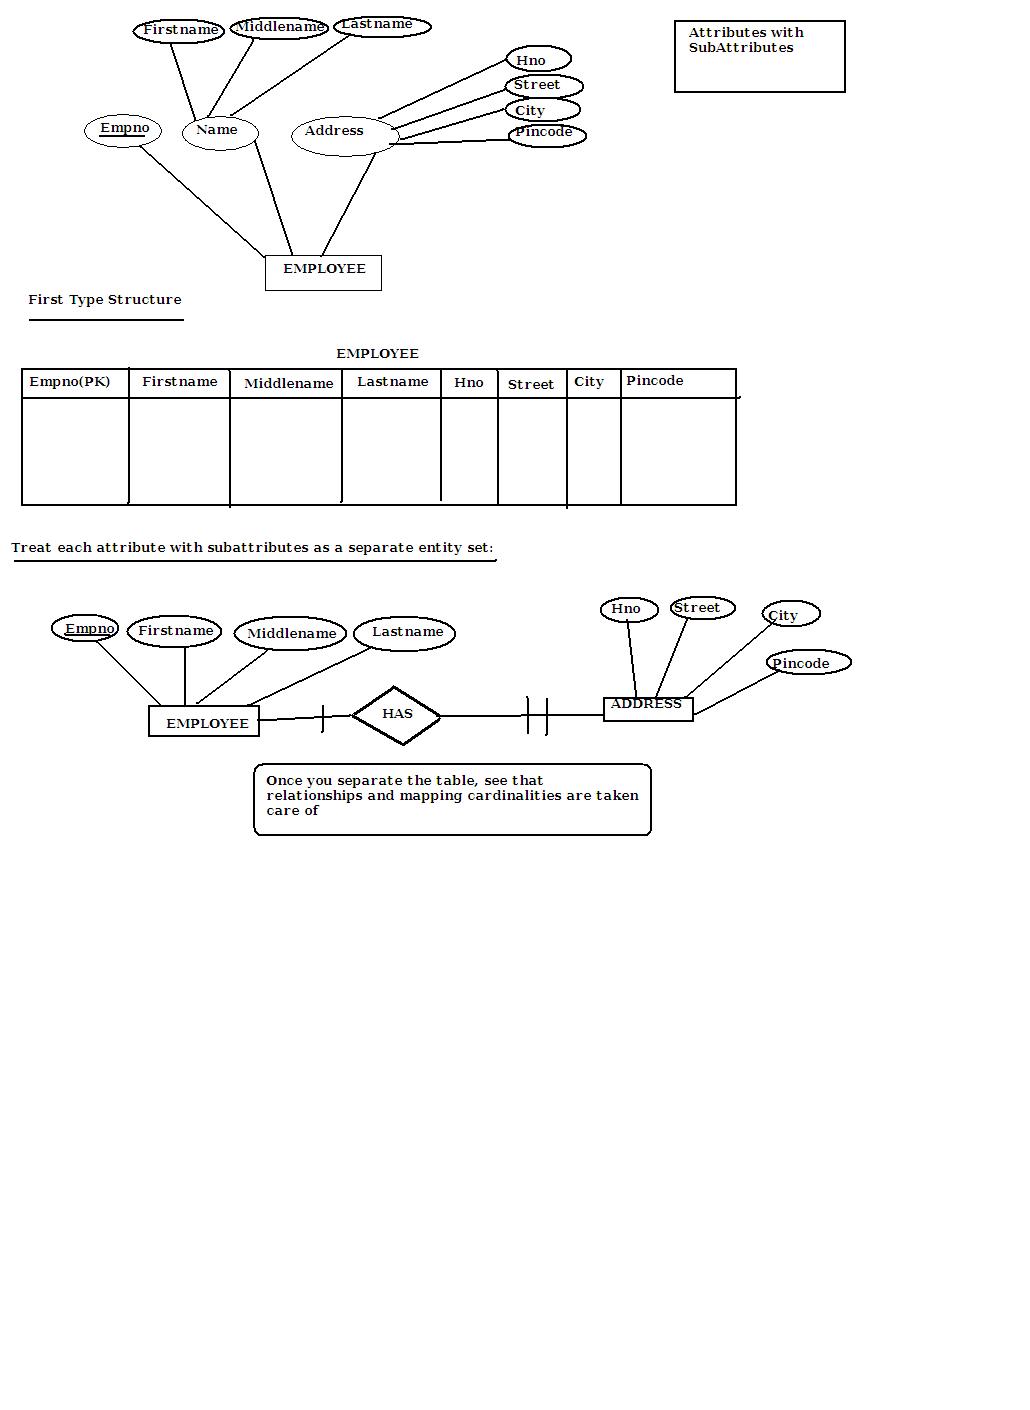 Firstname
Middlename
Lastname
Attributes with
SubAttributes
Hno
Street
City
Pincode
Empno
Name
Address
EMPLOYEE
First Type Structure
EMPLOYEE
Empno(PK) Firstname Middlename Lastname Hno Street City Pincode
Treat each attribute with subattributes as a separate entity set:
Empno
Firstname
Middlename
Lastname
Hno
Street
City
Pincode
EMPLOYEE
HAS
ADDRESS
Once you separate the table, see that
relationships and mapping cardinalities are taken
care of